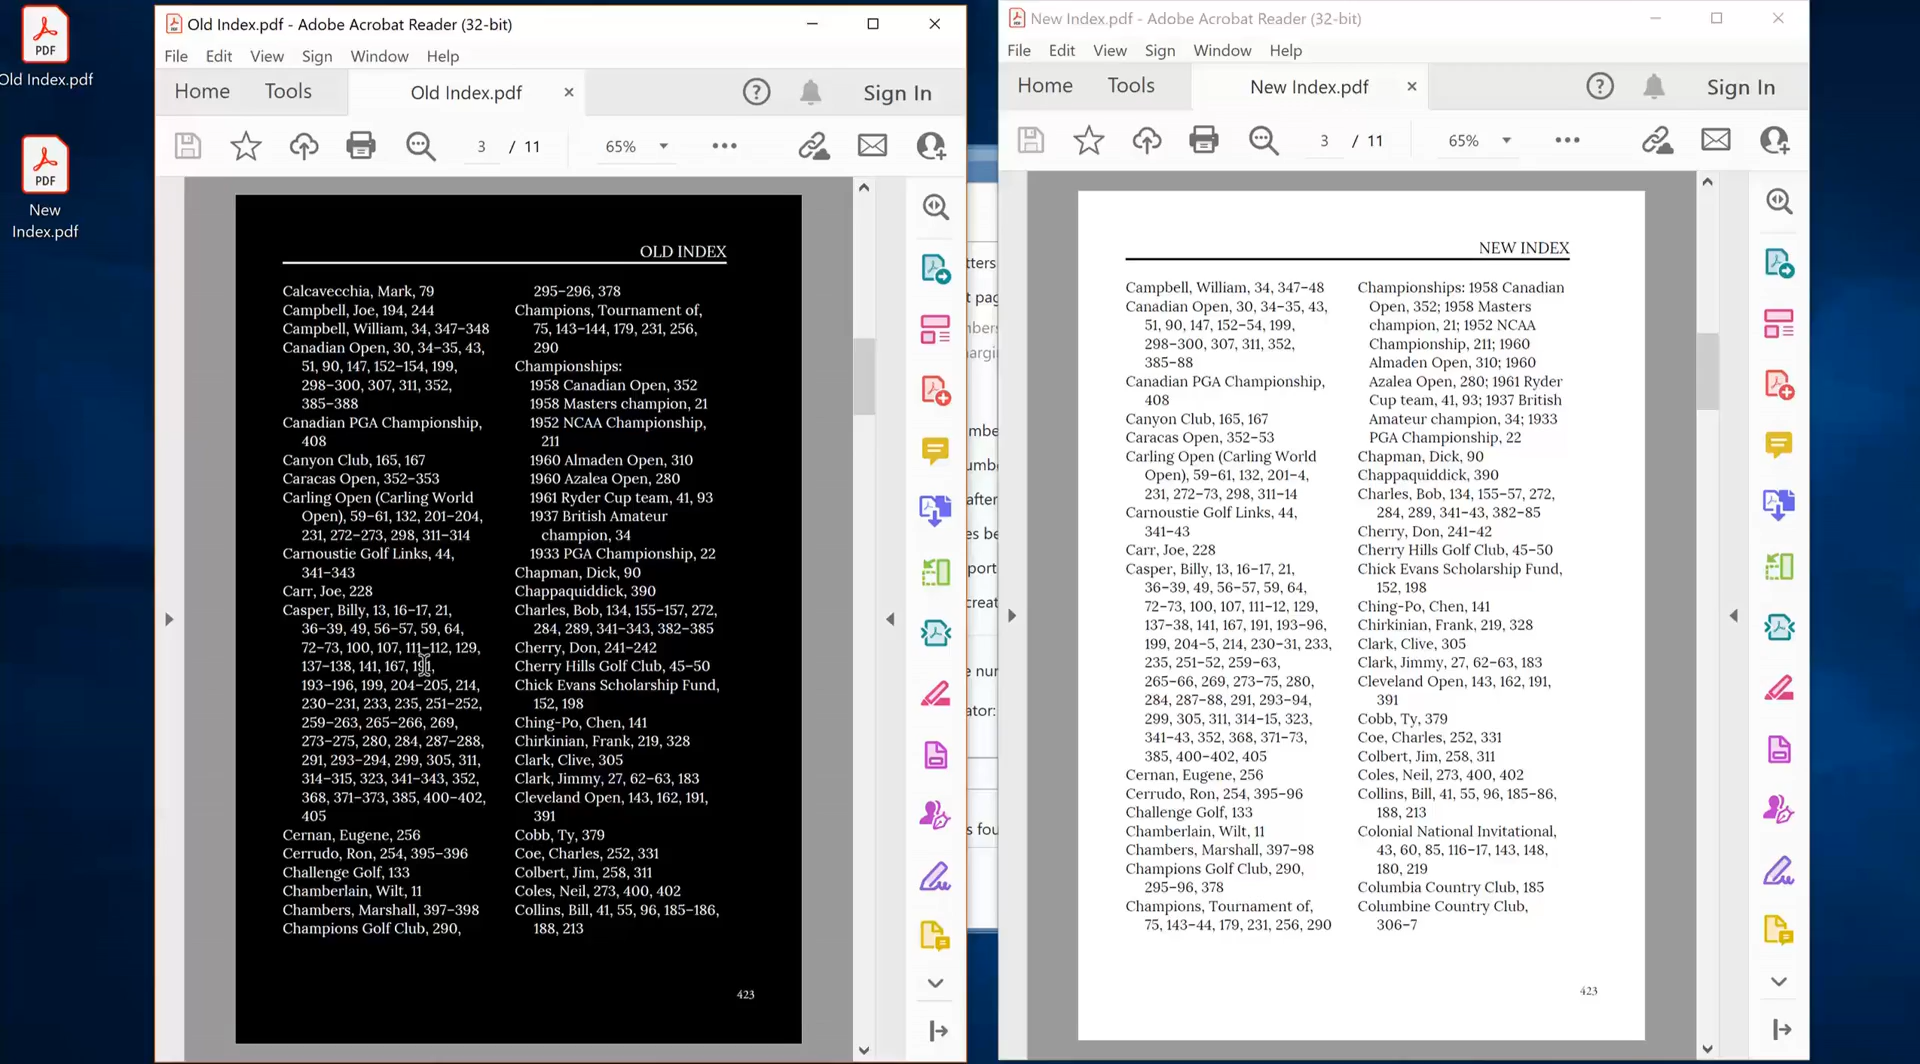 Old Index.pdf
New
Index.pdf
Old Index.pdf - Adobe Acrobat Reader (32-bit)
File Edit View Sign Window Help
Home Tools Old Index.pdf Sign In
3 / 11 65%
OLD INDEX
Calcavecchia, Mark, 79
Campbell, Joe, 194, 244
Campbell, William, 34, 347–348
Canadian Open, 30, 34–35, 43,
51, 90, 147, 152–154, 199,
298–300, 307, 311, 352,
385–388
Canadian PGA Championship,
408
Canyon Club, 165, 167
Caracas Open, 352–353
Carling Open (Carling World
Open), 59–61, 132, 201–204,
231, 272–273, 298, 311–314
Carnoustie Golf Links, 44,
341–343
Carr, Joe, 228
Casper, Billy, 13, 16–17, 21,
36–39, 49, 56–57, 59, 64,
72–73, 100, 107, 111–112, 129,
137–138, 141, 167, 191,
193–196, 199, 204–205, 214,
230–231, 233, 235, 251–252,
259–263, 265–266, 269,
273–275, 280, 284, 287–288,
291, 293–294, 299, 305, 311,
314–315, 323, 341–343, 352,
368, 371–373, 385, 400–402,
405
Cernan, Eugene, 256
Cerrudo, Ron, 254, 395–396
Challenge Golf, 133
Chamberlain, Wilt, 11
Chambers, Marshall, 397–398
Champions Golf Club, 290,
295–296, 378
Champions, Tournament of,
75, 143–144, 179, 231, 256,
290
Championships:
1958 Canadian Open, 352
1958 Masters champion, 21
1952 NCAA Championship,
211
1960 Almaden Open, 310
1960 Azalea Open, 280
1961 Ryder Cup team, 41, 93
1937 British Amateur
champion, 34
1933 PGA Championship, 22
Chapman, Dick, 90
Chappaquiddick, 390
Charles, Bob, 134, 155–157, 272,
284, 289, 341–343, 382–385
Cherry, Don, 241–242
Cherry Hills Golf Club, 45–50
Chick Evans Scholarship Fund,
152, 198
Ching-Po, Chen, 141
Chirkinian, Frank, 219, 328
Clark, Clive, 305
Clark, Jimmy, 27, 62–63, 183
Cleveland Open, 143, 162, 191,
391
Cobb, Ty, 379
Coe, Charles, 252, 331
Colbert, Jim, 258, 311
Coles, Neil, 273, 400, 402
Collins, Bill, 41, 55, 96, 185–186,
188, 213
423
New Index.pdf - Adobe Acrobat Reader (32-bit)
File Edit View Sign Window Help
Home Tools New Index.pdf Sign In
3 / 11 65%
NEW INDEX
Campbell, William, 34, 347–48
Canadian Open, 30, 34–35, 43,
51, 90, 147, 152–54, 199,
298–300, 307, 311, 352,
385–88
Canadian PGA Championship,
408
Canyon Club, 165, 167
Caracas Open, 352–53
Carling Open (Carling World
Open), 59–61, 132, 201–4,
231, 272–73, 298, 311–14
Carnoustie Golf Links, 44,
341–43
Carr, Joe, 228
Casper, Billy, 13, 16–17, 21,
36–39, 49, 56–57, 59, 64,
72–73, 100, 107, 111–12, 129,
137–38, 141, 167, 191, 193–96,
199, 204–5, 214, 230–31, 233,
235, 251–52, 259–63,
265–66, 269, 273–75, 280,
284, 287–88, 291, 293–94,
299, 305, 311, 314–15, 323,
341–43, 352, 368, 371–73,
385, 400–402, 405
Cernan, Eugene, 256
Cerrudo, Ron, 254, 395–96
Challenge Golf, 133
Chamberlain, Wilt, 11
Chambers, Marshall, 397–98
Champions Golf Club, 290,
295–96, 378
Champions, Tournament of,
75, 143–44, 179, 231, 256, 290
Championships: 1958 Canadian
Open, 352; 1958 Masters
champion, 21; 1952 NCAA
Championship, 211; 1960
Almaden Open, 310; 1960
Azalea Open, 280; 1961 Ryder
Cup team, 41, 93; 1937 British
Amateur champion, 34; 1933
PGA Championship, 22
Chapman, Dick, 90
Chappaquiddick, 390
Charles, Bob, 134, 155–57, 272,
284, 289, 341–43, 382–85
Cherry, Don, 241–42
Cherry Hills Golf Club, 45–50
Chick Evans Scholarship Fund,
152, 198
Ching-Po, Chen, 141
Chirkinian, Frank, 219, 328
Clark, Clive, 305
Clark, Jimmy, 27, 62–63, 183
Cleveland Open, 143, 162, 191,
391
Cobb, Ty, 379
Coe, Charles, 252, 331
Colbert, Jim, 258, 311
Coles, Neil, 273, 400, 402
Collins, Bill, 41, 55, 96, 185–86,
188, 213
Colonial National Invitational,
43, 60, 85, 116–17, 143, 148,
180, 219
Columbia Country Club, 185
Columbine Country Club,
306–7
423